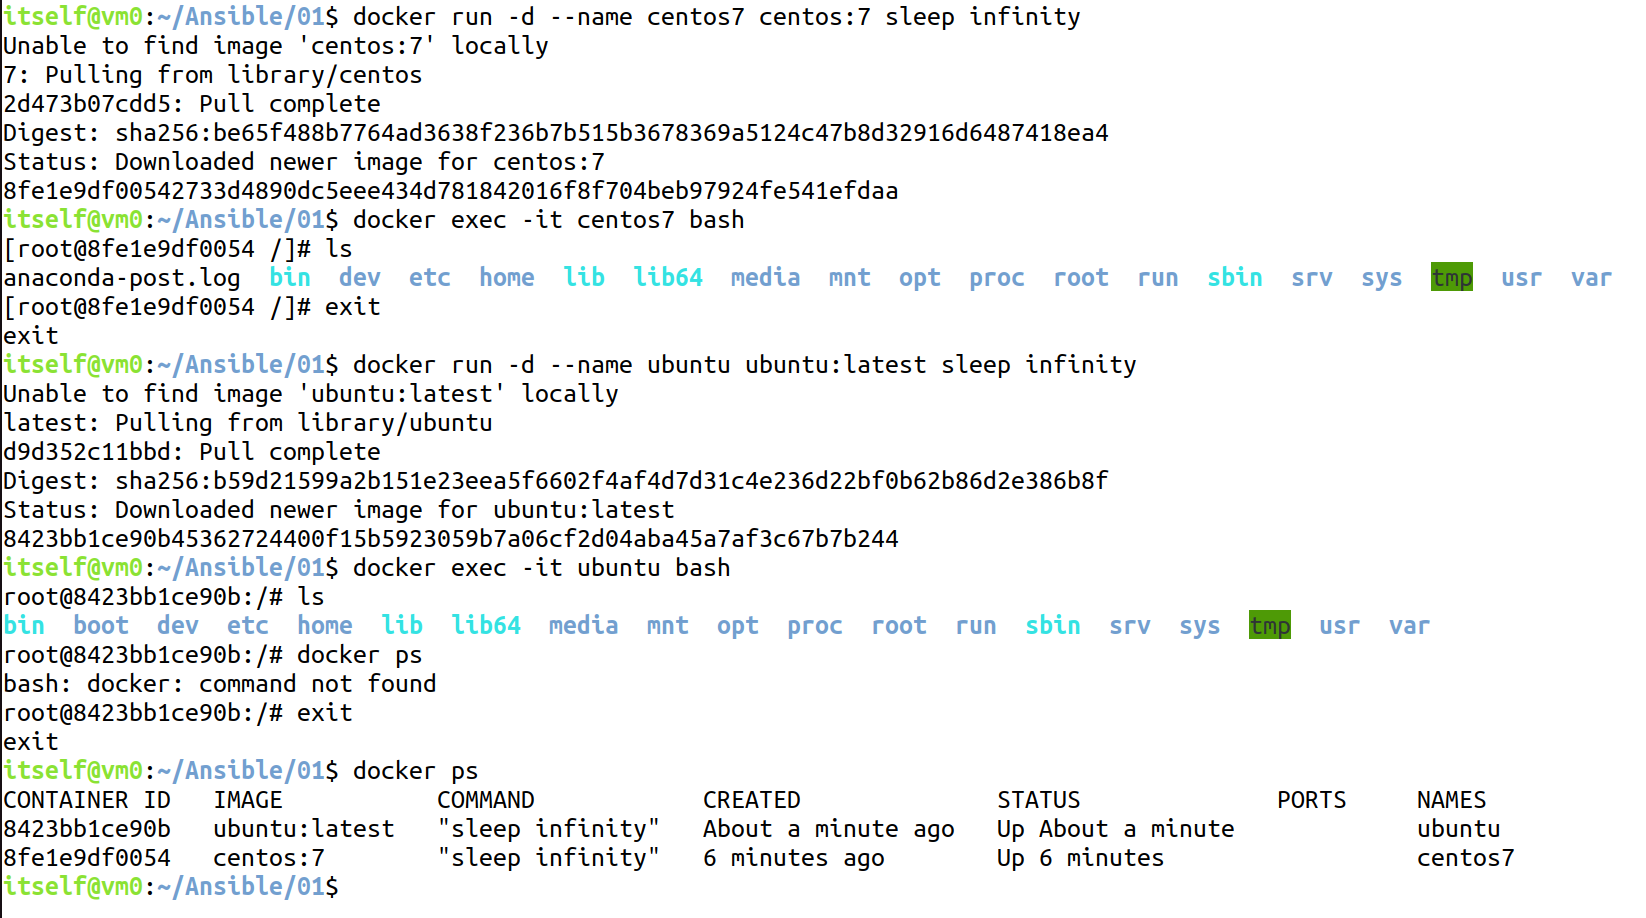 itself@vm0:~/Ansible/01$ docker run -d --name centos7 centos:7 sleep infinity
Unable to find image 'centos:7' locally
7: Pulling from library/centos
2d473b07cdd5: Pull complete
Digest: sha256:be65f488b7764ad3638f236b7b515b3678369a5124c47b8d32916d6487418ea4
Status: Downloaded newer image for centos:7
8fe1e9df00542733d4890dc5eee434d781842016f8f704beb97924fe541efdaa
itself@vm0:~/Ansible/01$ docker exec -it centos7 bash
[root@8fe1e9df0054 /]# ls
anaconda-post.log  bin  dev  etc  home  lib  lib64  media  mnt  opt  proc  root  run  sbin  srv  sys  tmp  usr  var
[root@8fe1e9df0054 /]# exit
exit
itself@vm0:~/Ansible/01$ docker run -d --name ubuntu ubuntu:latest sleep infinity
Unable to find image 'ubuntu:latest' locally
latest: Pulling from library/ubuntu
d9d352c11bbd: Pull complete
Digest: sha256:b59d21599a2b151e23eea5f6602f4af4d7d31c4e236d22bf0b62b86d2e386b8f
Status: Downloaded newer image for ubuntu:latest
8423bb1ce90b45362724400f15b5923059b7a06cf2d04aba45a7af3c67b7b244
itself@vm0:~/Ansible/01$ docker exec -it ubuntu bash
root@8423bb1ce90b:/# ls
bin  boot  dev  etc  home  lib  lib64  media  mnt  opt  proc  root  run  sbin  srv  sys  tmp  usr  var
root@8423bb1ce90b:/# docker ps
bash: docker: command not found
root@8423bb1ce90b:/# exit
exit
itself@vm0:~/Ansible/01$ docker ps
CONTAINER ID   IMAGE           COMMAND            CREATED              STATUS              PORTS     NAMES
8423bb1ce90b   ubuntu:latest   "sleep infinity"   About a minute ago   Up About a minute             ubuntu
8fe1e9df0054   centos:7        "sleep infinity"   6 minutes ago        Up 6 minutes                  centos7
itself@vm0:~/Ansible/01$